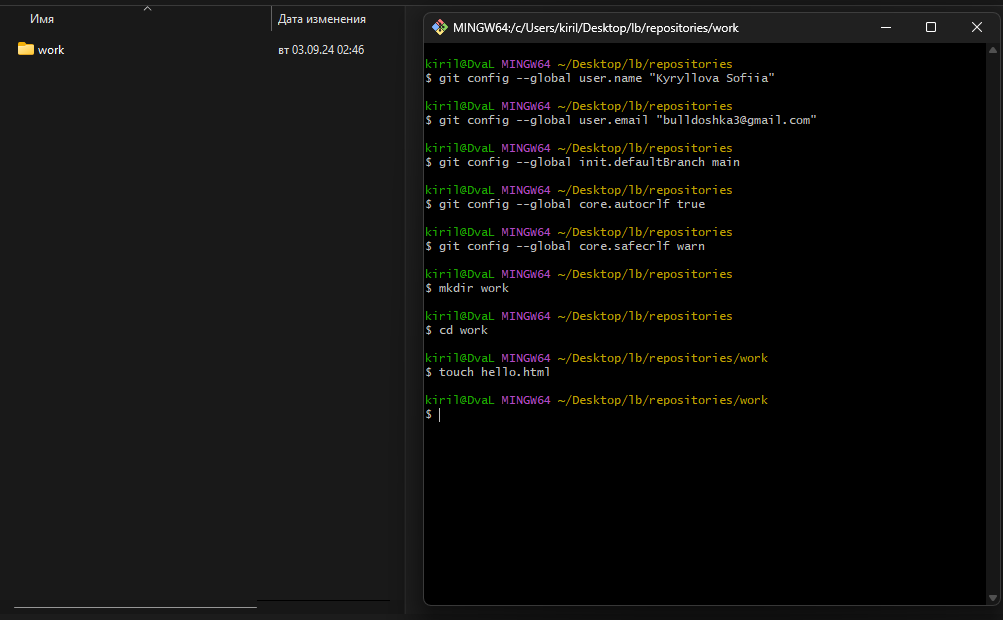 Имя
Дата изменения
work
вт 03.09.24 02:46
MINGW64:/c/Users/kiril/Desktop/lb/repositories/work
kiril@DvaL MINGW64 ~/Desktop/lb/repositories
$ git config --global user.name "Kyryllova Sofiia"
kiril@DvaL MINGW64 ~/Desktop/lb/repositories
$ git config --global user.email "bulldoshka3@gmail.com"
kiril@DvaL MINGW64 ~/Desktop/lb/repositories
$ git config --global init.defaultBranch main
kiril@DvaL MINGW64 ~/Desktop/lb/repositories
$ git config --global core.autocrlf true
kiril@DvaL MINGW64 ~/Desktop/lb/repositories
$ git config --global core.safecrlf warn
kiril@DvaL MINGW64 ~/Desktop/lb/repositories
$ mkdir work
kiril@DvaL MINGW64 ~/Desktop/lb/repositories
$ cd work
kiril@DvaL MINGW64 ~/Desktop/lb/repositories/work
$ touch hello.html
kiril@DvaL MINGW64 ~/Desktop/lb/repositories/work
$